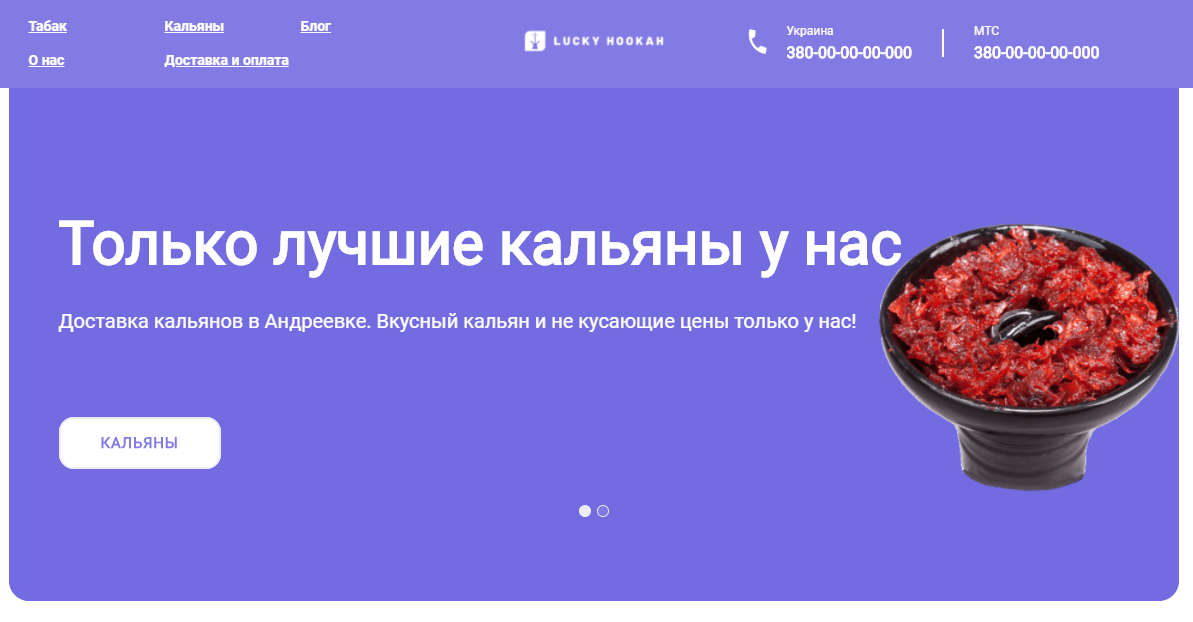 Табак
Кальяны
Блог
О нас
Доставка и оплата
LUCKY HOOKAH
Украина
380-00-00-00-000
МТС
380-00-00-00-000
Только лучшие кальяны у нас
Доставка кальянов в Андреевке. Вкусный кальян и не кусающие цены только у нас!
КАЛЬЯНЫ